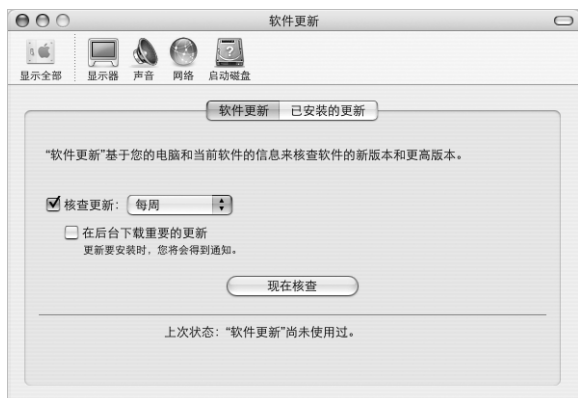 软件更新
显示全部 显示器 声音 网络 启动磁盘
软件更新 已安装的更新
“软件更新”基于您的电脑和当前软件的信息来核查软件的新版本和更高版本。
核查更新： 每周
在后台下载重要的更新
更新要安装时，您将会得到通知。
现在核查
上次状态：“软件更新”尚未使用过。